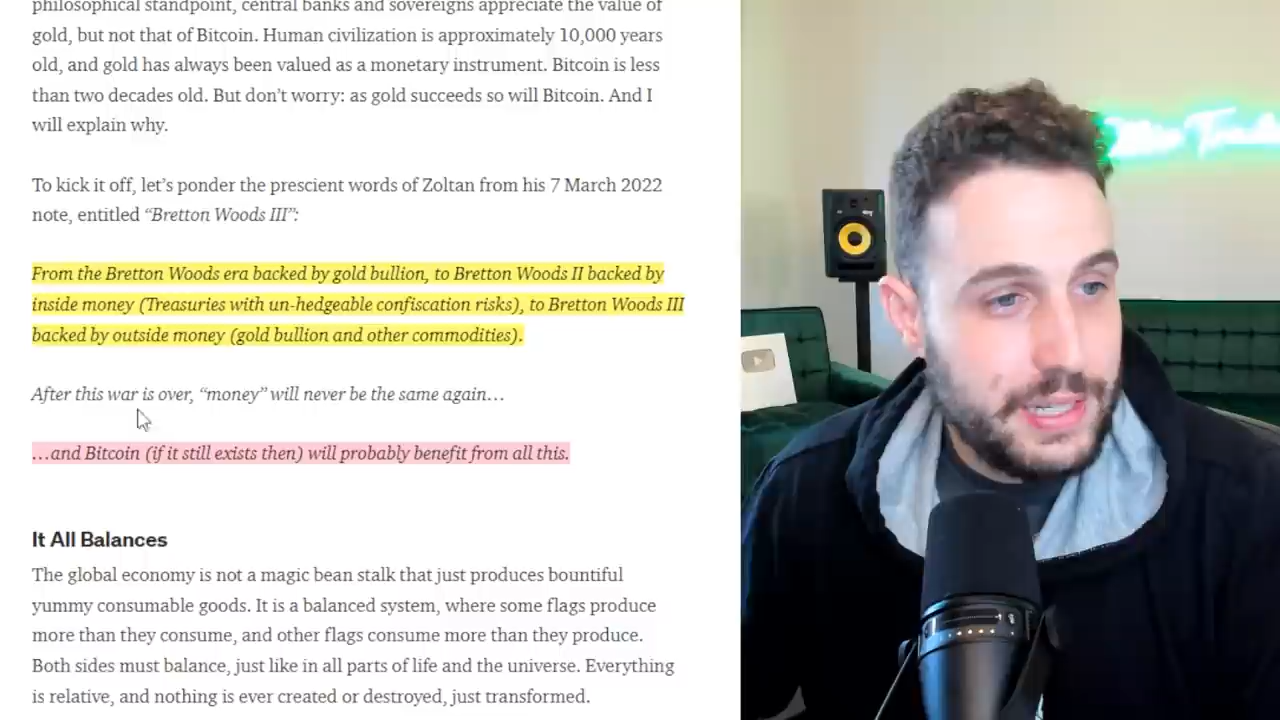 philosophical standpoint, central banks and sovereigns appreciate the value of
gold, but not that of Bitcoin. Human civilization is approximately 10,000 years
old, and gold has always been valued as a monetary instrument. Bitcoin is less
than two decades old. But don’t worry: as gold succeeds so will Bitcoin. And I
will explain why.
To kick it off, let’s ponder the prescient words of Zoltan from his 7 March 2022
note, entitled “Bretton Woods III”:
From the Bretton Woods era backed by gold bullion, to Bretton Woods II backed by
inside money (Treasuries with un-hedgeable confiscation risks), to Bretton Woods III
backed by outside money (gold bullion and other commodities).
After this war is over, “money” will never be the same again…
…and Bitcoin (if it still exists then) will probably benefit from all this.
It All Balances
The global economy is not a magic bean stalk that just produces bountiful
yummy consumable goods. It is a balanced system, where some flags produce
more than they consume, and other flags consume more than they produce.
Both sides must balance, just like in all parts of life and the universe. Everything
is relative, and nothing is ever created or destroyed, just transformed.